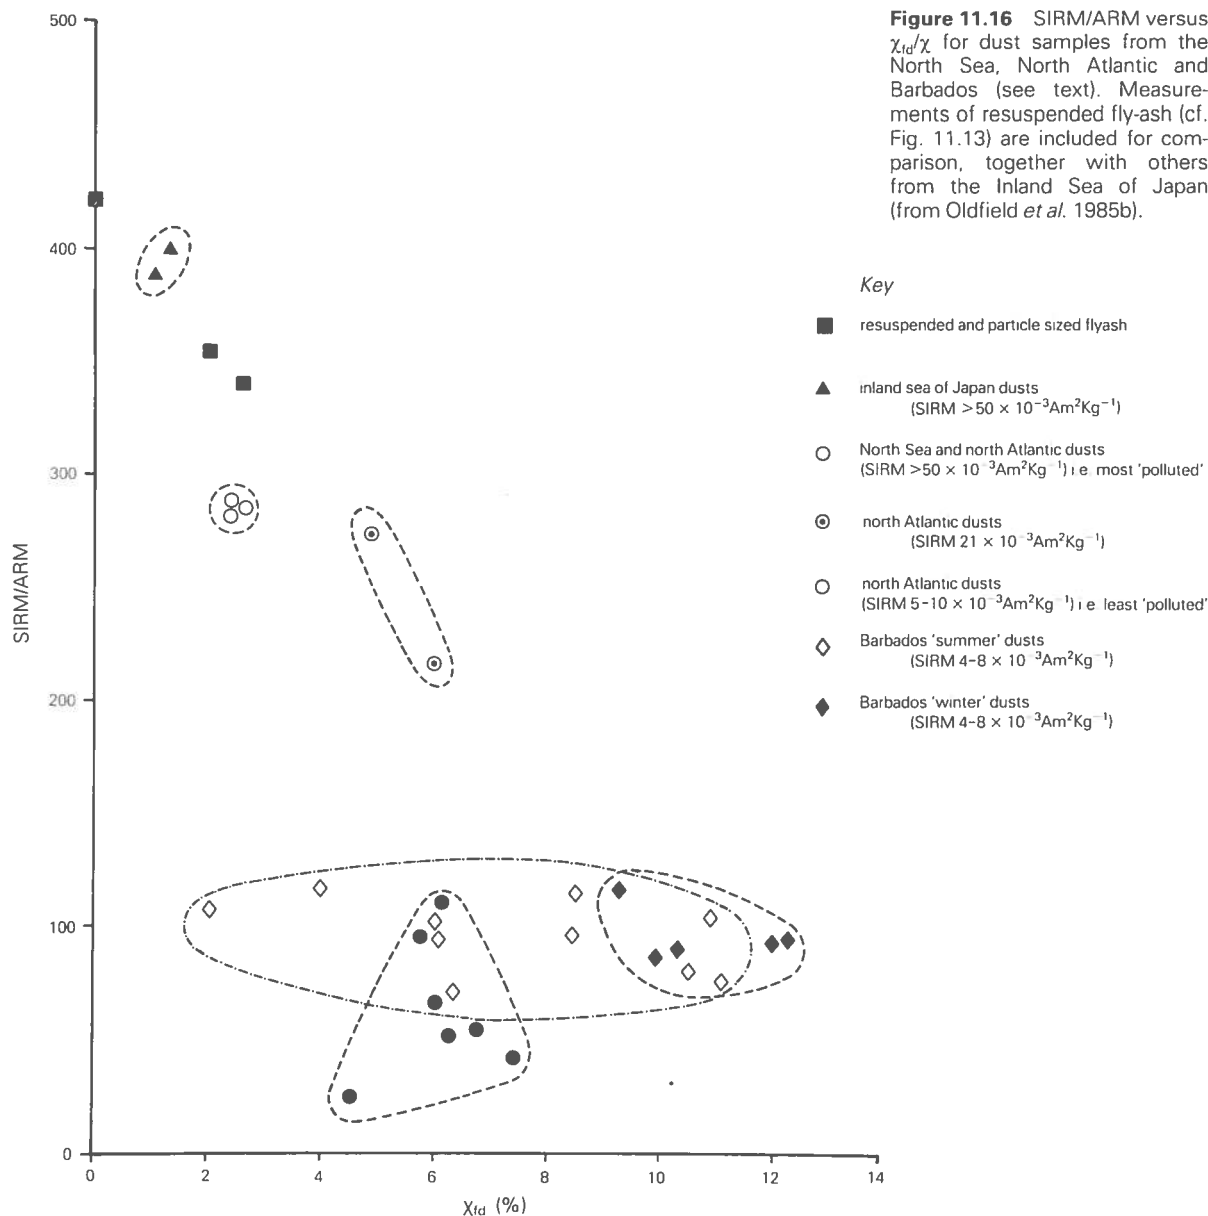 Figure 11.16 SIRM/ARM versus
χfd/χ for dust samples from the
North Sea, North Atlantic and
Barbados (see text). Measure-
ments of resuspended fly-ash (cf.
Fig. 11.13) are included for com-
parison, together with others
from the Inland Sea of Japan
(from Oldfield et al. 1985b).
Key
resuspended and particle sized flyash
inland sea of Japan dusts
(SIRM >50 × 10⁻³Am²Kg⁻¹)
North Sea and north Atlantic dusts
(SIRM >50 × 10⁻³Am²Kg⁻¹) i e most 'polluted'
north Atlantic dusts
(SIRM 21 × 10⁻³Am²Kg⁻¹)
north Atlantic dusts
(SIRM 5-10 × 10⁻³Am²Kg⁻¹) i e least 'polluted'
Barbados 'summer' dusts
(SIRM 4-8 × 10⁻³Am²Kg⁻¹)
Barbados 'winter' dusts
(SIRM 4-8 × 10⁻³Am²Kg⁻¹)
500
400
300
200
100
0
SIRM/ARM
0 2 4 6 8 10 12 14
χfd (%)